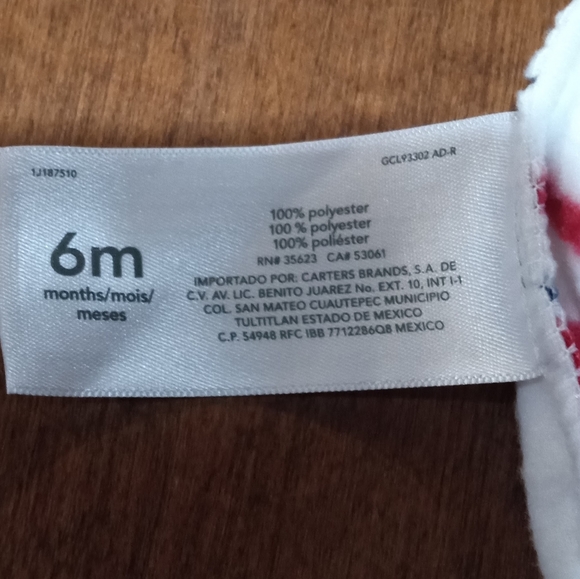 1J187510
GCL93302 AD-R
6m
months/mois/
meses
100% polyester
100 % polyester
100% poliéster
RN# 35623 CA# 53061
IMPORTADO POR: CARTERS BRANDS, S.A. DE
C.V. AV. LIC. BENITO JUAREZ No. EXT. 10, INT I-1
COL. SAN MATEO CUAUTEPEC MUNICIPIO
TULTITLAN ESTADO DE MEXICO
C.P. 54948 RFC IBB 7712286Q8 MEXICO